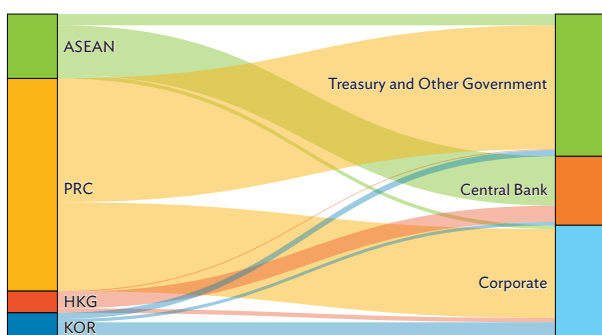 ASEAN
Treasury and Other Government
PRC
Central Bank
Corporate
HKG
KOR